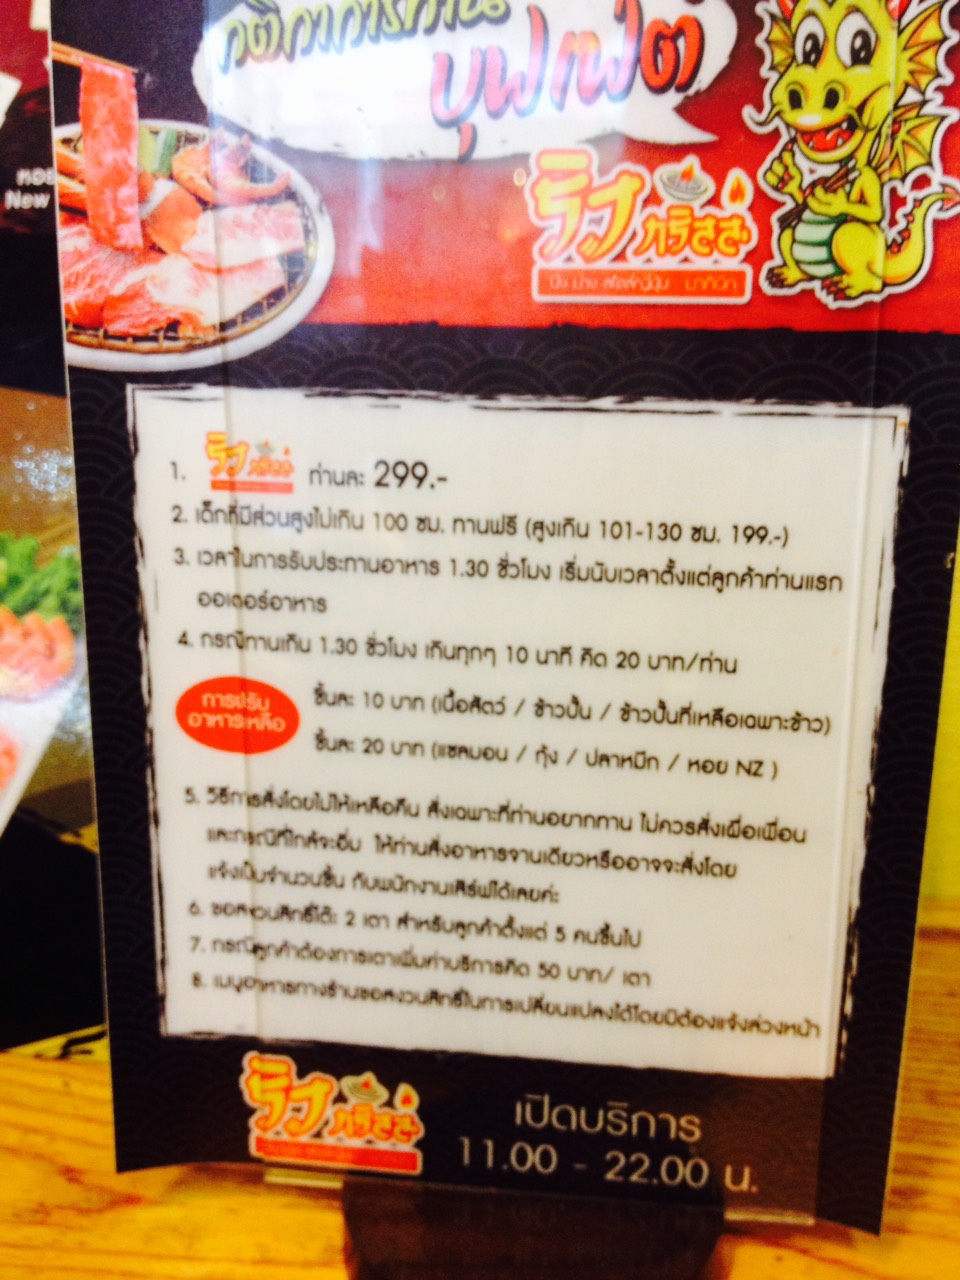 กติกาการทาน
บุฟเฟ่ต์
New
1. ท่านละ 299.-
2. เด็กที่มีส่วนสูงไม่เกิน 100 ซม. ทานฟรี (สูงเกิน 101-130 ซม. 199.-)
3. เวลาในการรับประทานอาหาร 1.30 ชั่วโมง เริ่มนับเวลาตั้งแต่ลูกค้าท่านแรก
ออเดอร์อาหาร
4. กรณีทานเกิน 1.30 ชั่วโมง เกินทุกๆ 10 นาที คิด 20 บาท/ท่าน
การปรับ
อาหารเหลือ
ชิ้นละ 10 บาท (เนื้อสัตว์ / ข้าวปั้น / ข้าวปั้นที่เหลือเฉพาะข้าว)
ชิ้นละ 20 บาท (แซลมอน / กุ้ง / ปลาหมึก / หอย NZ )
5. วิธีการสั่งโดยไม่ให้เหลือคืน สั่งเฉพาะที่ท่านอยากทาน ไม่ควรสั่งเผื่อเพื่อน
และกรณีที่ใกล้จะอิ่ม ให้ท่านสั่งอาหารจานเดียวหรืออาจจะสั่งโดย
แจ้งเป็นจำนวนชิ้น กับพนักงานเสิร์ฟได้เลยค่ะ
6. ขอสงวนสิทธิ์โต๊ะ 2 เตา สำหรับลูกค้าตั้งแต่ 5 คนขึ้นไป
7. กรณีลูกค้าต้องการเตาเพิ่มค่าบริการคิด 50 บาท/ เตา
8. เมนูอาหารทางร้านขอสงวนสิทธิ์ในการเปลี่ยนแปลงได้โดยมิต้องแจ้งล่วงหน้า
เปิดบริการ
11.00 - 22.00 น.